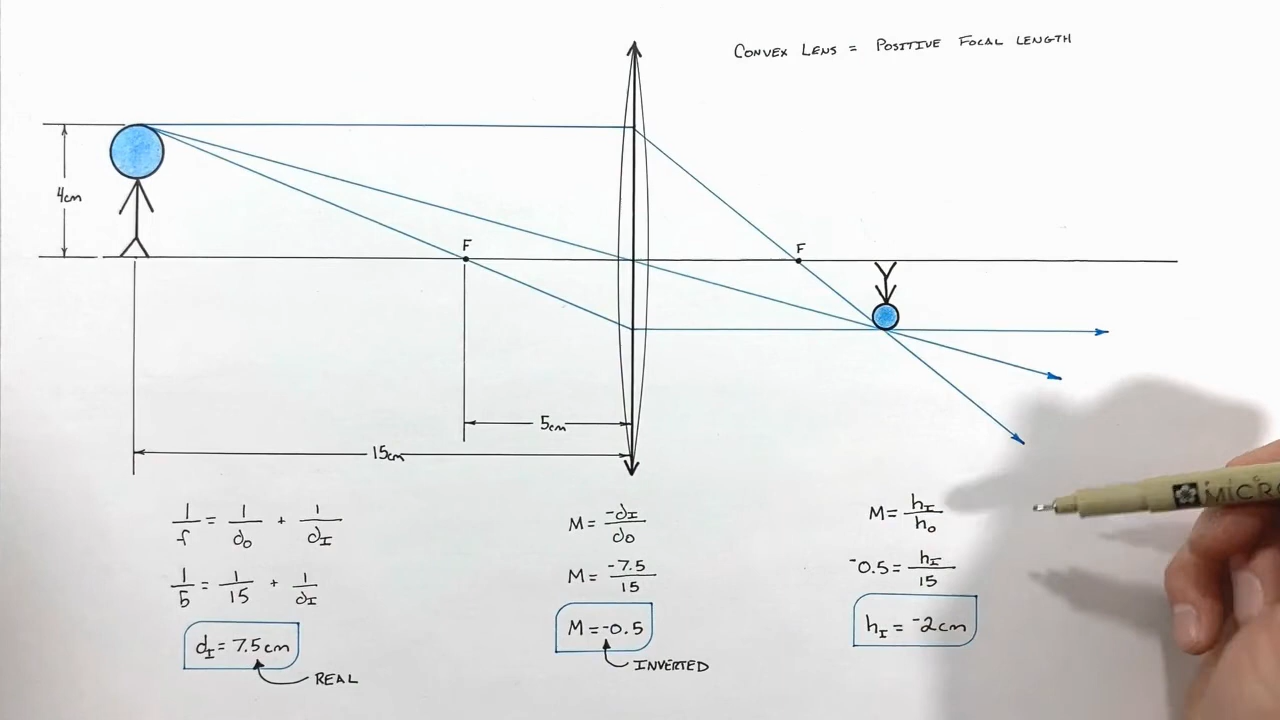 CONVEX LENS = POSITIVE FOCAL LENGTH
4cm
F
F
5cm
15cm
1/f = 1/do + 1/dI
1/5 = 1/15 + 1/dI
dI = 7.5cm
REAL
M = -dI/do
M = -7.5/15
M = -0.5
INVERTED
M = hI/ho
-0.5 = hI/15
hI = -2cm
MICR